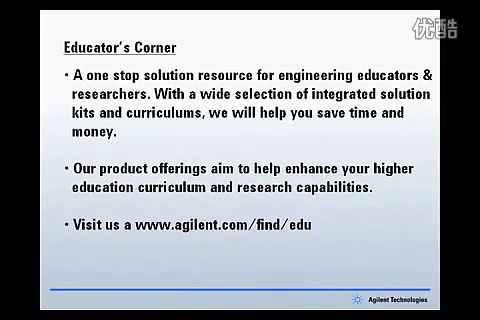 优酷
Educator's Corner
• A one stop solution resource for engineering educators &
researchers. With a wide selection of integrated solution
kits and curriculums, we will help you save time and
money.
• Our product offerings aim to help enhance your higher
education curriculum and research capabilities.
• Visit us a www.agilent.com/find/edu
Agilent Technologies